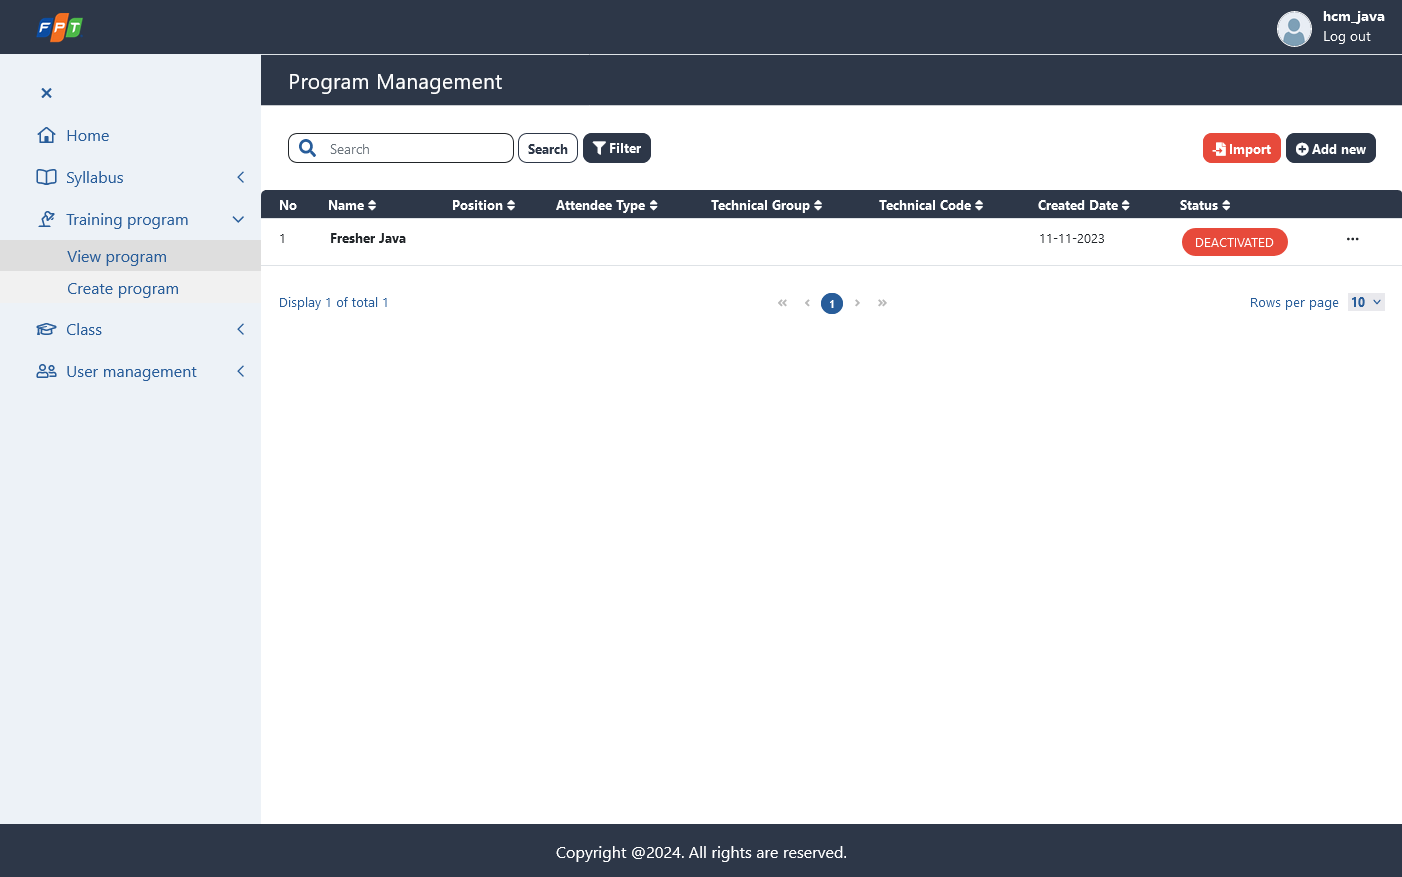 FPT
hcm_java
Log out
Program Management
Home
Syllabus
Training program
View program
Create program
Class
User management
Search Search Filter Import Add new
No Name Position Attendee Type Technical Group Technical Code Created Date Status
1 Fresher Java 11-11-2023 DEACTIVATED ...
Display 1 of total 1 « ‹ 1 › » Rows per page 10
Copyright @2024. All rights are reserved.